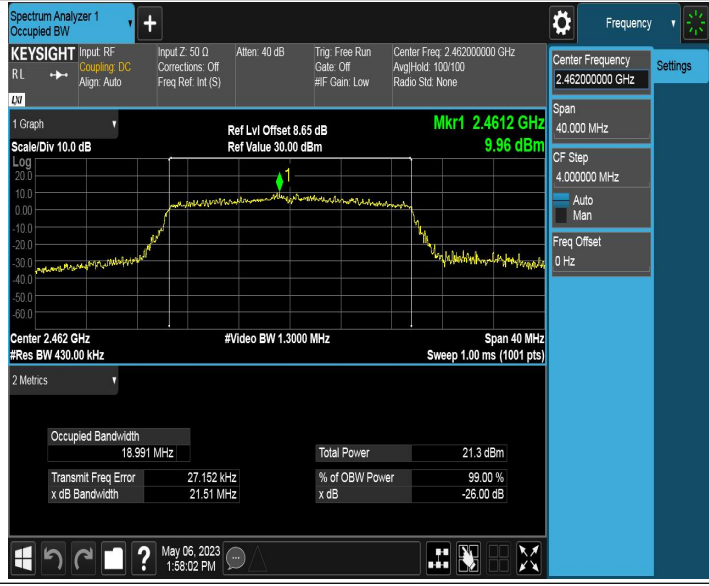 Spectrum Analyzer 1
Occupied BW
Frequency
KEYSIGHT
Input: RF
Input Z: 50 Ω
Atten: 40 dB
Trig: Free Run
Center Freq: 2.462000000 GHz
R L
Coupling: DC
Corrections: Off
Gate: Off
Avg|Hold: 100/100
Align: Auto
Freq Ref: Int (S)
#IF Gain: Low
Radio Std: None
LXI
Center Frequency
2.462000000 GHz
Settings
Span
40.000 MHz
CF Step
4.000000 MHz
Auto
Man
Freq Offset
0 Hz
1 Graph
Ref Lvl Offset 8.65 dB
Mkr1 2.4612 GHz
Scale/Div 10.0 dB
Ref Value 30.00 dBm
9.96 dBm
Log
20.0
1
10.0
0.00
-10.0
-20.0
-30.0
-40.0
-50.0
-60.0
Center 2.462 GHz
#Video BW 1.3000 MHz
Span 40 MHz
#Res BW 430.00 kHz
Sweep 1.00 ms (1001 pts)
2 Metrics
Occupied Bandwidth
18.991 MHz
Total Power
21.3 dBm
Transmit Freq Error
27.152 kHz
% of OBW Power
99.00 %
x dB Bandwidth
21.51 MHz
x dB
-26.00 dB
?
May 06, 2023
1:58:02 PM